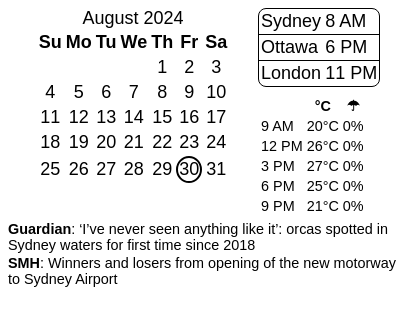 August 2024
Su Mo Tu We Th Fr Sa
1 2 3
4 5 6 7 8 9 10
11 12 13 14 15 16 17
18 19 20 21 22 23 24
25 26 27 28 29 30 31
Sydney 8 AM
Ottawa 6 PM
London 11 PM
°C ☂
9 AM 20°C 0%
12 PM 26°C 0%
3 PM 27°C 0%
6 PM 25°C 0%
9 PM 21°C 0%
Guardian: ‘I’ve never seen anything like it’: orcas spotted in
Sydney waters for first time since 2018
SMH: Winners and losers from opening of the new motorway
to Sydney Airport